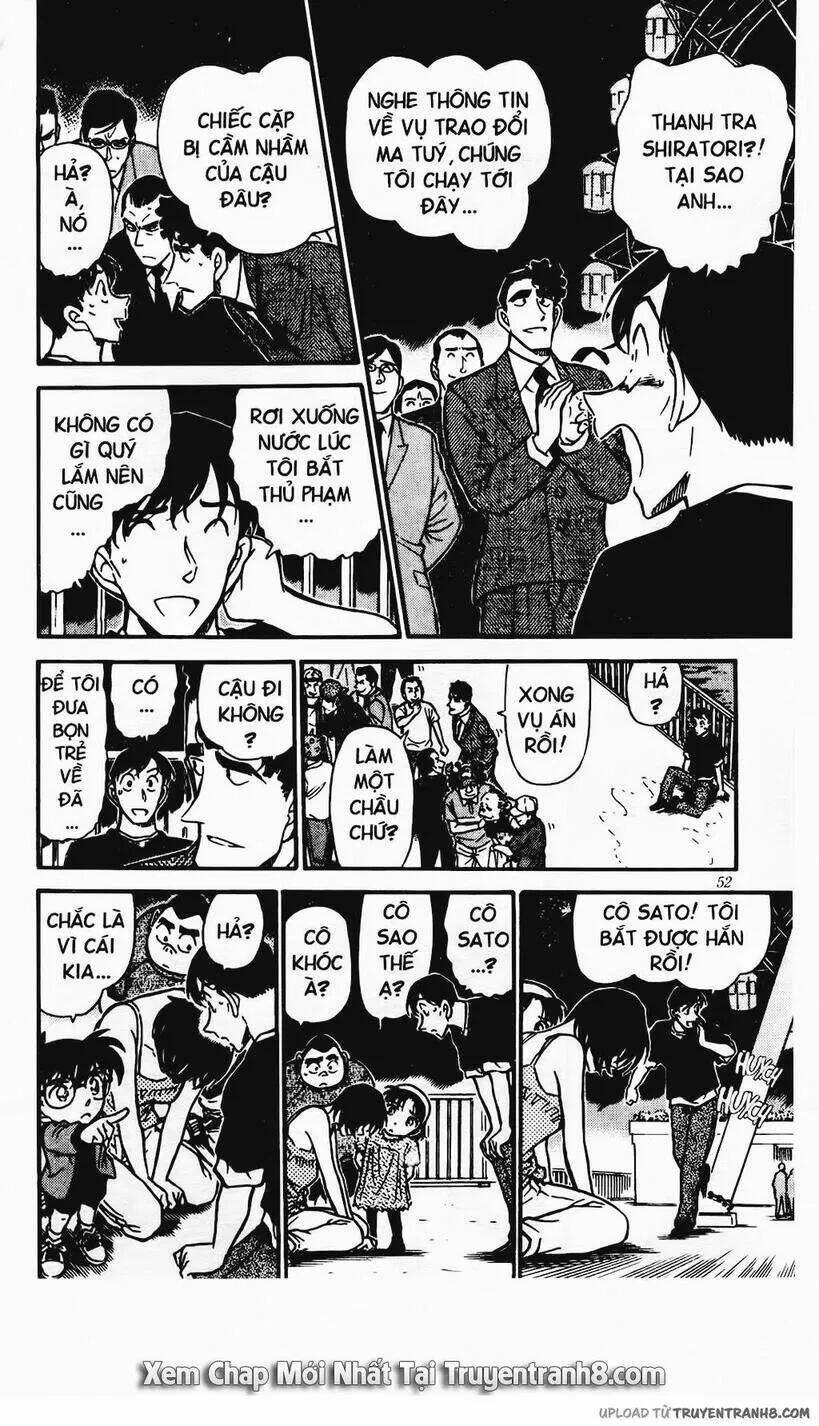 THANH TRA
SHIRATORI?!
TẠI SAO
ANH...
NGHE THÔNG TIN
VỀ VỤ TRAO ĐỔI
MA TUÝ, CHÚNG
TÔI CHẠY TỚI
ĐÂY...
CHIẾC CẶP
BỊ CẦM NHẦM
CỦA CẬU
ĐÂU?
HẢ?
À,
NÓ
...
RƠI XUỐNG
NƯỚC LÚC
TÔI BẮT
THỦ PHẠM
...
KHÔNG CÓ
GÌ QUÝ
LẮM NÊN
CŨNG
...
HẢ
?
XONG
VỤ ÁN
RỒI!
LÀM
MỘT
CHẦU
CHỨ?
CẬU ĐI
KHÔNG
?
CÓ
...
ĐỂ TÔI
ĐƯA
BỌN
TRẺ
VỀ
ĐÃ
...
52
CÔ SATO! TÔI
BẮT ĐƯỢC HẮN
RỒI!
HUỴCH
HUỴCH
CÔ
SATO
...?
CÔ
SAO
THẾ
Ạ?
CÔ
KHÓC
À?
HẢ?
CHẮC LÀ
VÌ CÁI
KIA...
Xem Chap Mới Nhất Tại Truyentranh8.com
UPLOAD TỪ TRUYENTRANH8.COM